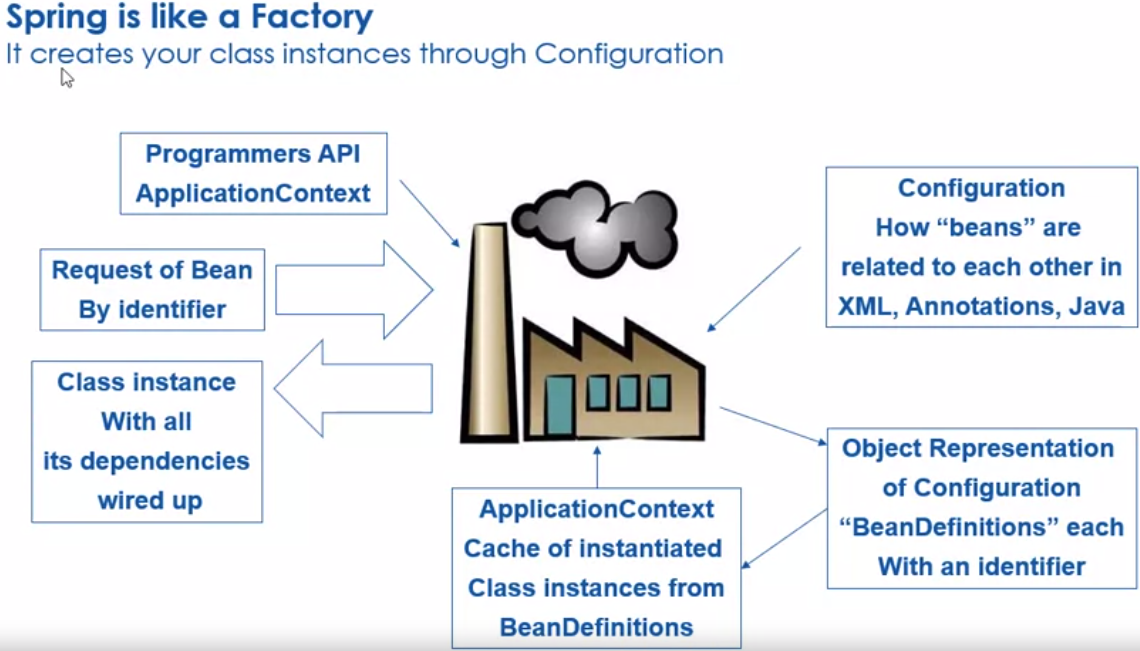 Spring is like a Factory
It creates your class instances through Configuration
Programmers API
ApplicationContext
Request of Bean
By identifier
Class instance
With all
its dependencies
wired up
Configuration
How “beans” are
related to each other in
XML, Annotations, Java
Object Representation
of Configuration
“BeanDefinitions” each
With an identifier
ApplicationContext
Cache of instantiated
Class instances from
BeanDefinitions